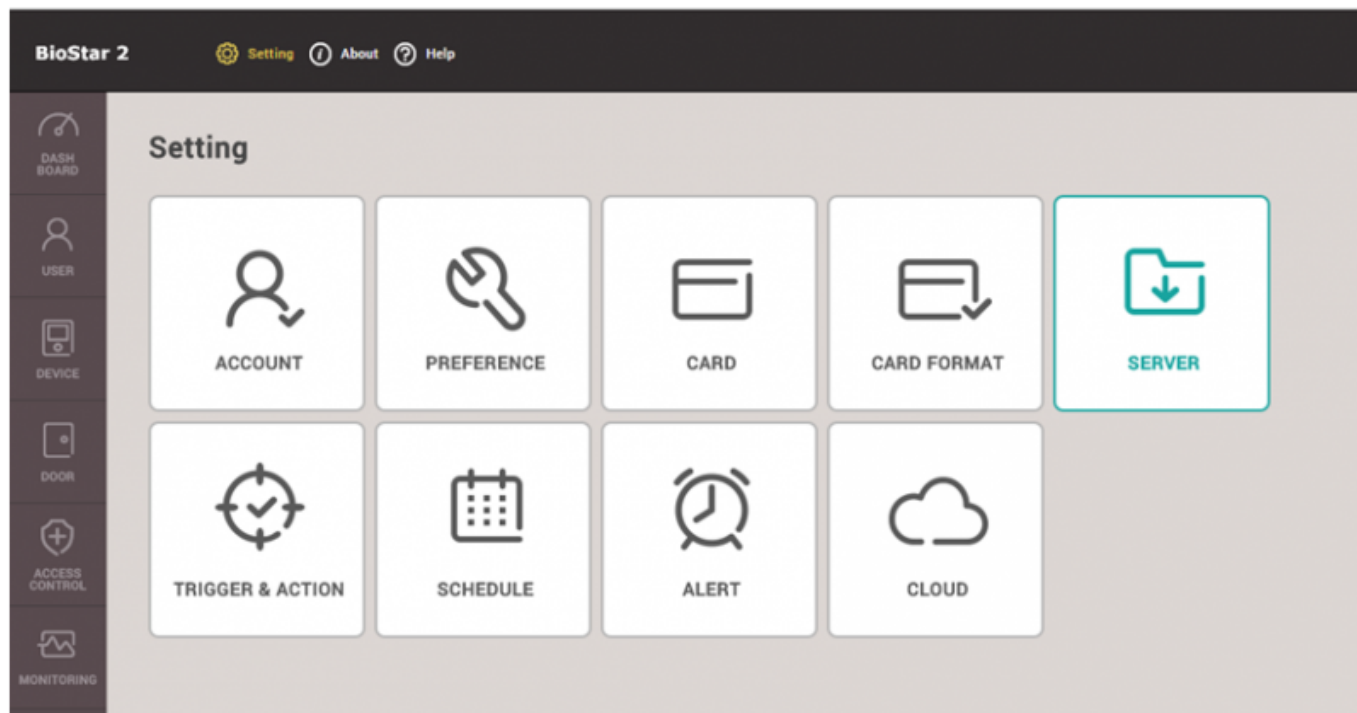 BioStar 2
Setting
About
Help
DASH
BOARD
USER
DEVICE
DOOR
ACCESS
CONTROL
MONITORING
Setting
ACCOUNT
PREFERENCE
CARD
CARD FORMAT
SERVER
TRIGGER & ACTION
SCHEDULE
ALERT
CLOUD